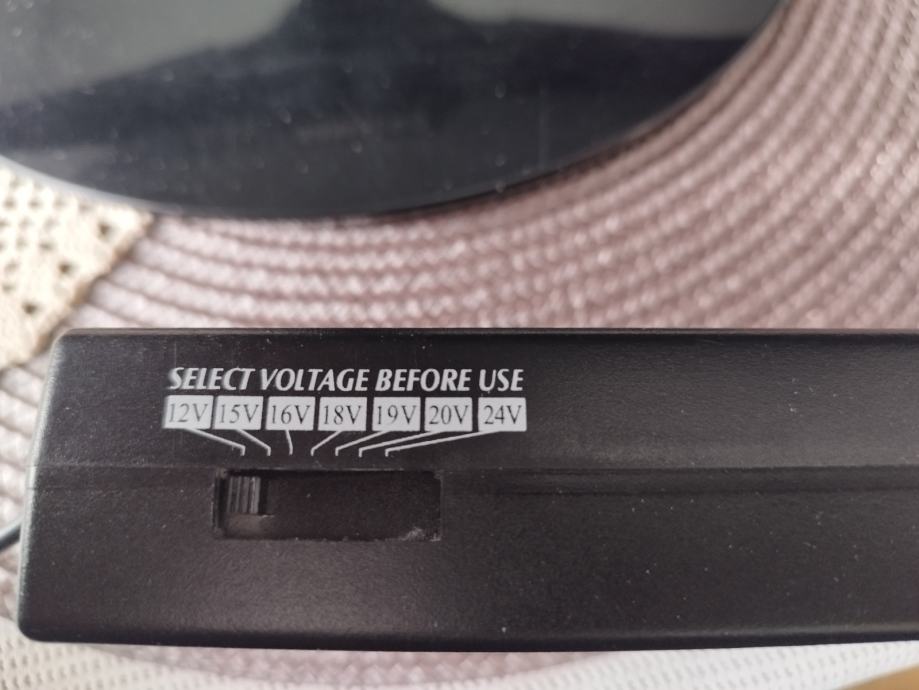 SELECT VOLTAGE BEFORE USE
12V 15V 16V 18V 19V 20V 24V